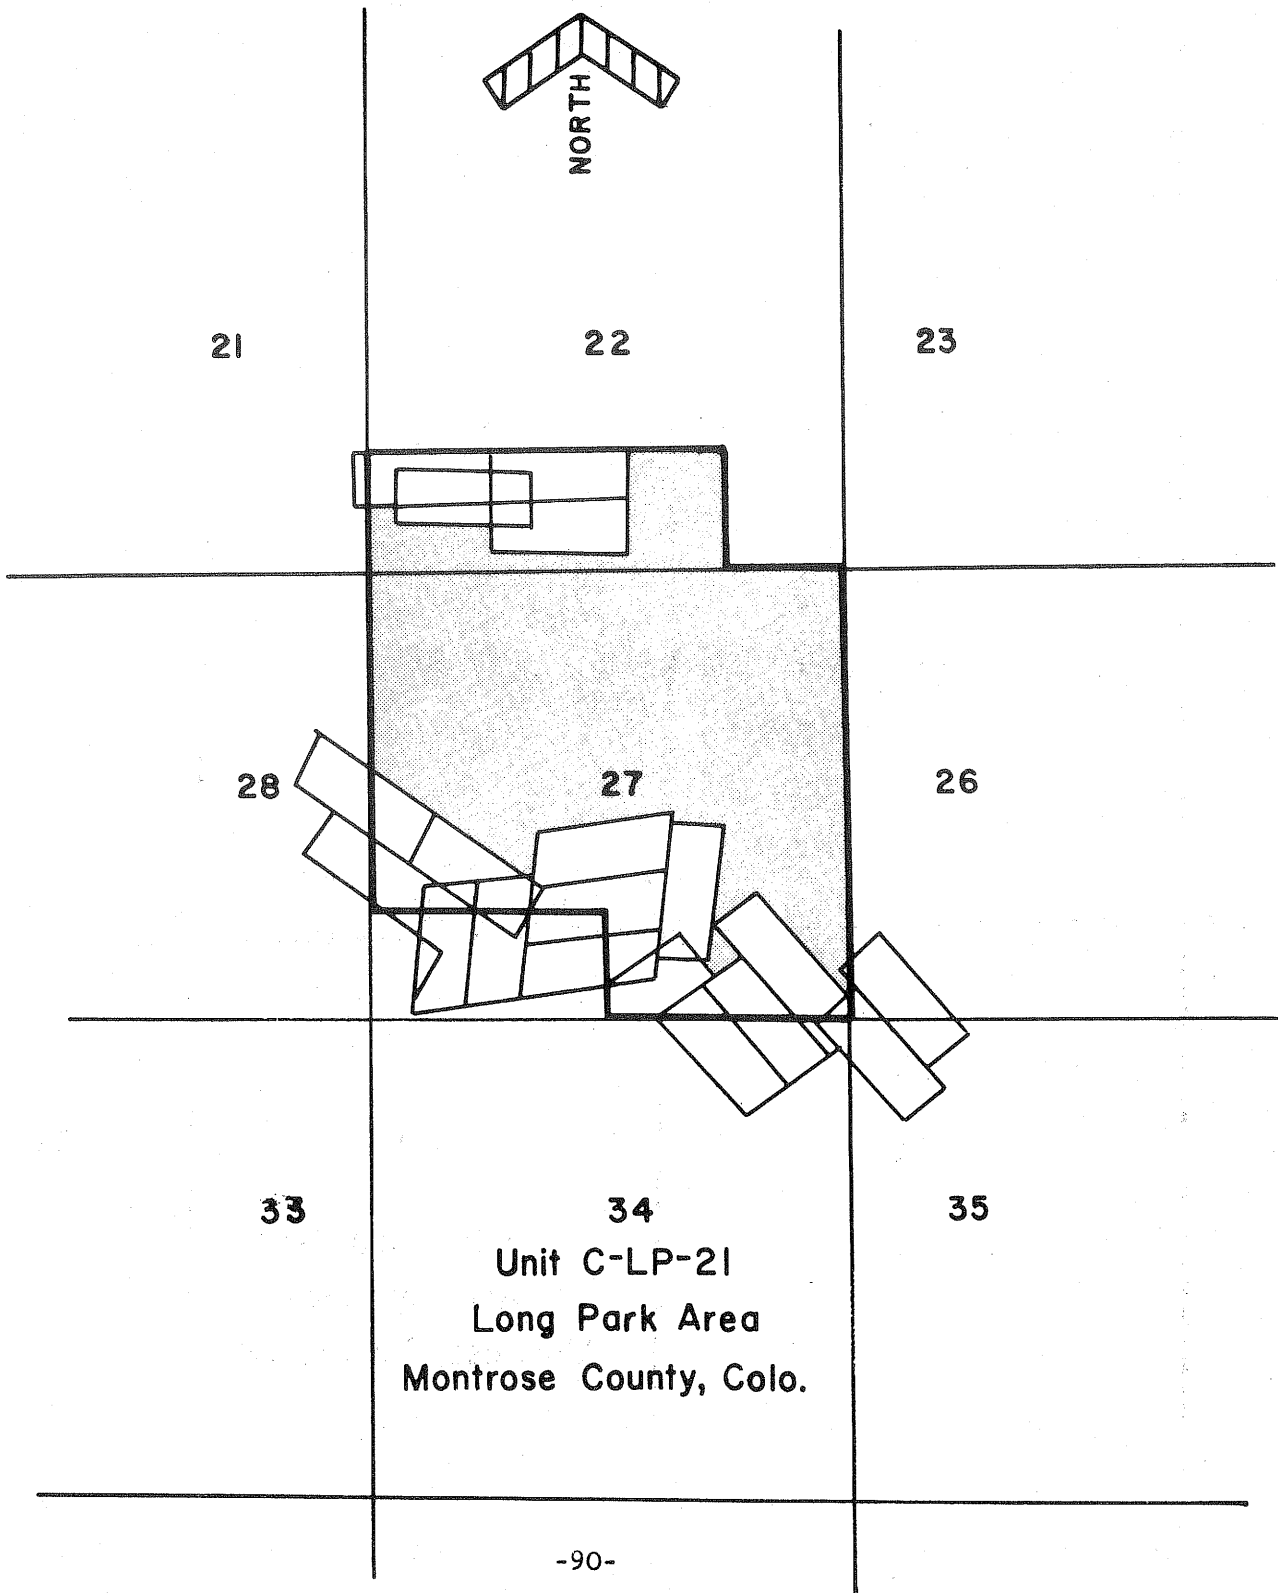 NORTH
21 22 23
28 27 26
33 34 35
Unit C-LP-21
Long Park Area
Montrose County, Colo.
-90-